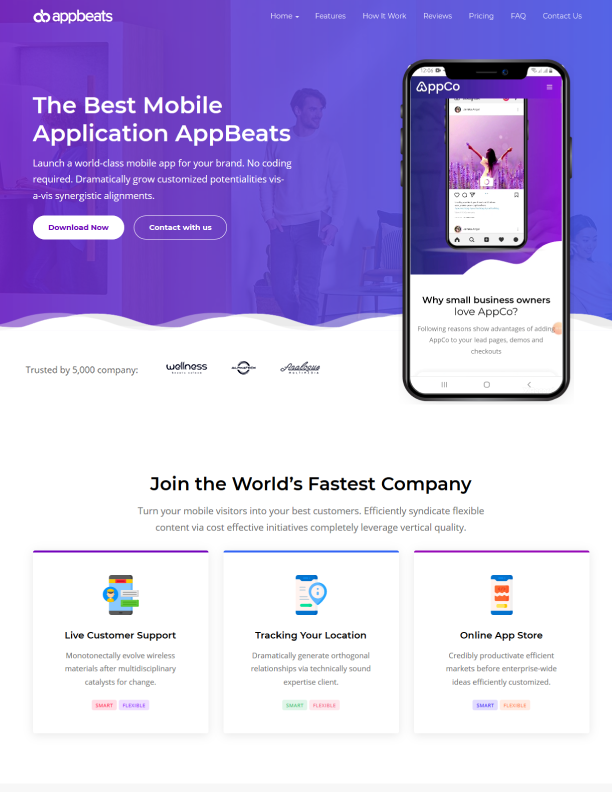 appbeats
Home
Features
How It Work
Reviews
Pricing
FAQ
Contact Us
The Best Mobile
Application AppBeats
Launch a world-class mobile app for your brand. No coding
required. Dramatically grow customized potentialities vis-
a-vis synergistic alignments.
Download Now
Contact with us
AppCo
Why small business owners
love AppCo?
Following reasons show advantages of adding
AppCo to your lead pages, demos and
checkouts
Trusted by 5,000 company:
wellness
Analogue
Join the World’s Fastest Company
Turn your mobile visitors into your best customers. Efficiently syndicate flexible
content via cost effective initiatives completely leverage vertical quality.
Live Customer Support
Monotonectally evolve wireless
materials after multidisciplinary
catalysts for change.
SMART
FLEXIBLE
Tracking Your Location
Dramatically generate orthogonal
relationships via technically sound
expertise client.
SMART
FLEXIBLE
Online App Store
Credibly productivate efficient
markets before enterprise-wide
ideas efficiently customized.
SMART
FLEXIBLE